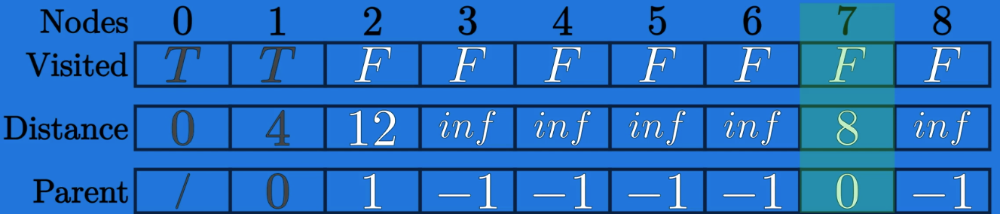 Nodes 0 1 2 3 4 5 6 7 8
Visited T T F F F F F F F
Distance 0 4 12 inf inf inf inf 8 inf
Parent / 0 1 −1 −1 −1 −1 0 −1